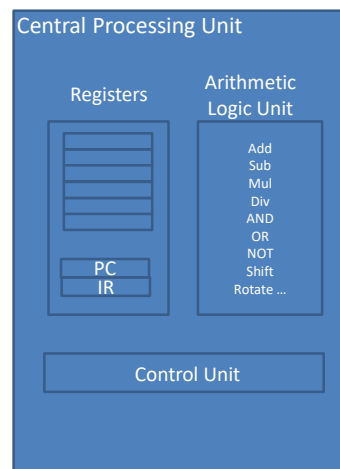 Central Processing Unit
Registers
PC
IR
Arithmetic
Logic Unit
Add
Sub
Mul
Div
AND
OR
NOT
Shift
Rotate ...
Control Unit